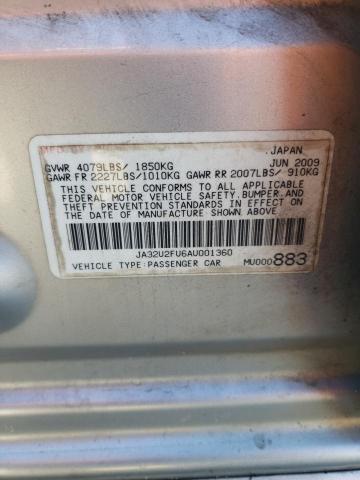 JAPAN
GVWR 4079LBS/ 1850KG JUN 2009
GAWR FR 2227LBS/1010KG GAWR RR 2007LBS/ 910KG
THIS VEHICLE CONFORMS TO ALL APPLICABLE
FEDERAL MOTOR VEHICLE SAFETY,BUMPER,AND
THEFT PREVENTION STANDARDS IN EFFECT ON
THE DATE OF MANUFACTURE SHOWN ABOVE.
JA32U2FU6AU001360
VEHICLE TYPE:PASSENGER CAR MU000883